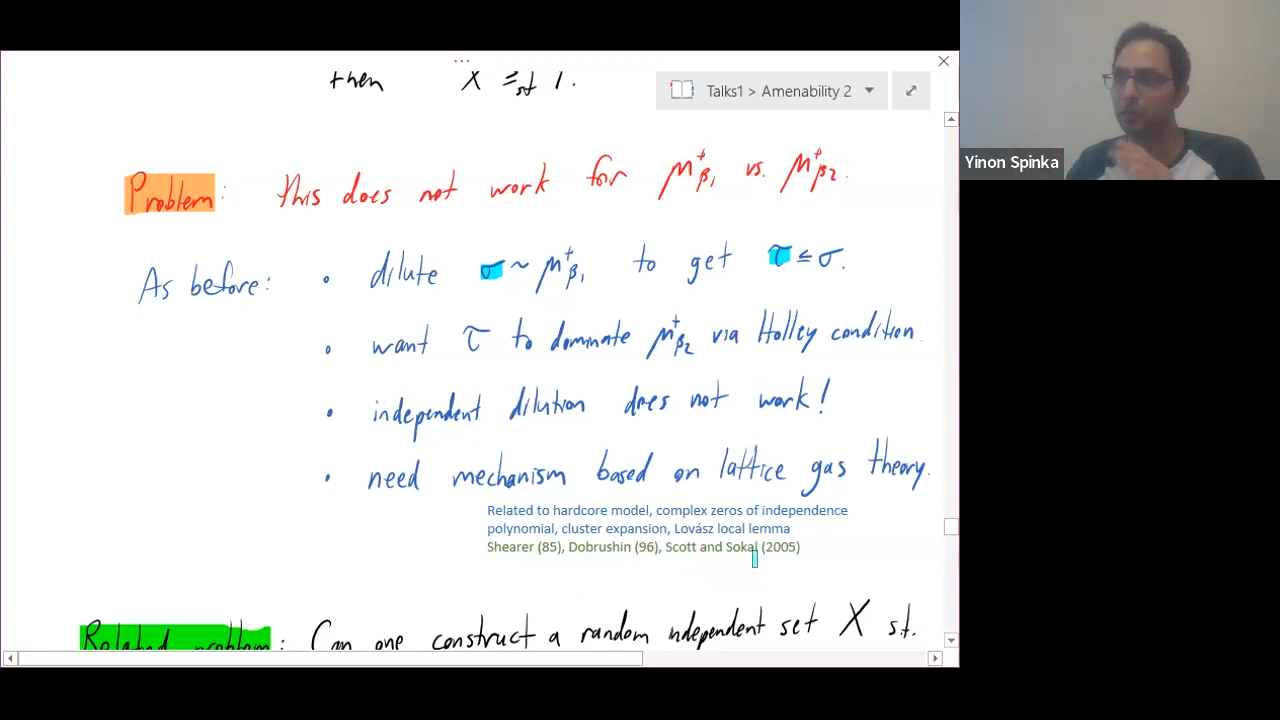 then X ≤st Y.
Talks1 > Amenability 2
Yinon Spinka
Problem: this does not work for μ⁺β₁ vs. μ⁺β₂.
As before: • dilute σ ~ μ⁺β₁ to get τ ≤ σ.
• want τ to dominate μ⁺β₂ via Holley condition.
• independent dilution does not work!
• need mechanism based on lattice gas theory.
Related to hardcore model, complex zeros of independence
polynomial, cluster expansion, Lovász local lemma
Shearer (85), Dobrushin (96), Scott and Sokal (2005)
Related problem: Can one construct a random independent set X st.